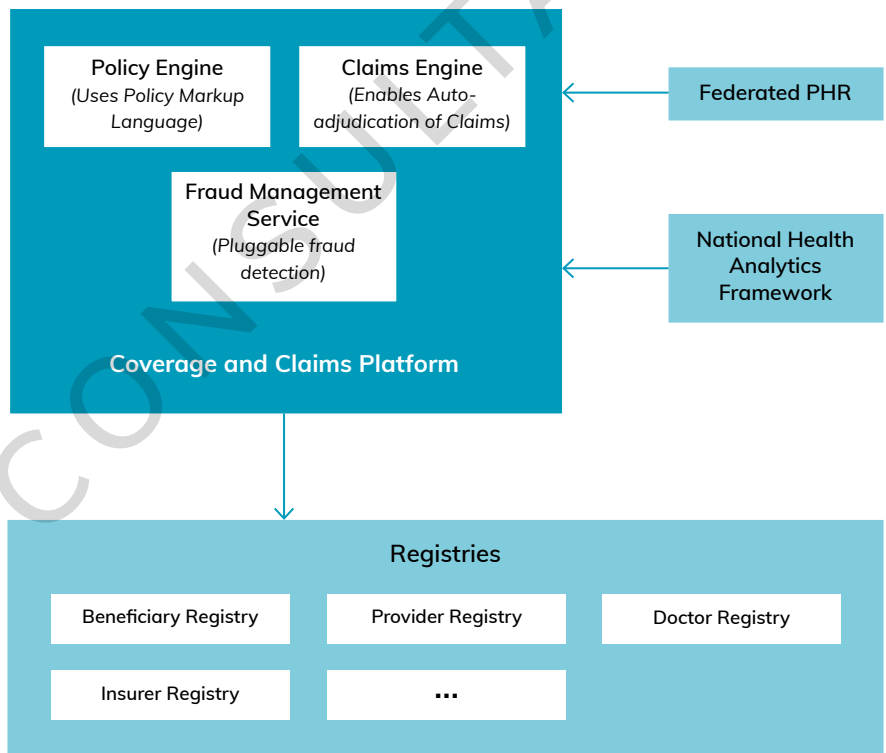 Policy Engine
(Uses Policy Markup
Language)
Claims Engine
(Enables Auto-
adjudication of Claims)
Fraud Management
Service
(Pluggable fraud
detection)
Coverage and Claims Platform
Federated PHR
National Health
Analytics
Framework
Registries
Beneficiary Registry
Provider Registry
Doctor Registry
Insurer Registry
...
CONSULTA